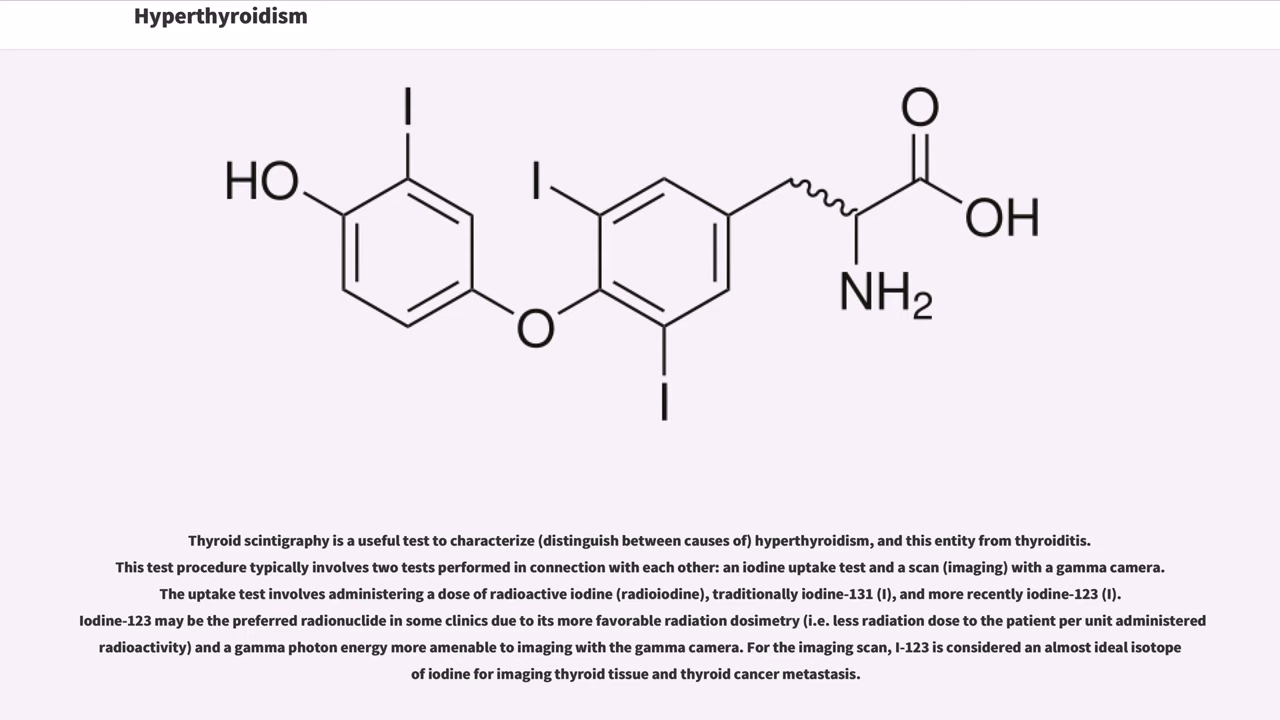 Hyperthyroidism
I
O
HO
I
OH
NH2
O
I
Thyroid scintigraphy is a useful test to characterize (distinguish between causes of) hyperthyroidism, and this entity from thyroiditis.
This test procedure typically involves two tests performed in connection with each other: an iodine uptake test and a scan (imaging) with a gamma camera.
The uptake test involves administering a dose of radioactive iodine (radioiodine), traditionally iodine-131 (I), and more recently iodine-123 (I).
Iodine-123 may be the preferred radionuclide in some clinics due to its more favorable radiation dosimetry (i.e. less radiation dose to the patient per unit administered
radioactivity) and a gamma photon energy more amenable to imaging with the gamma camera. For the imaging scan, I-123 is considered an almost ideal isotope
of iodine for imaging thyroid tissue and thyroid cancer metastasis.